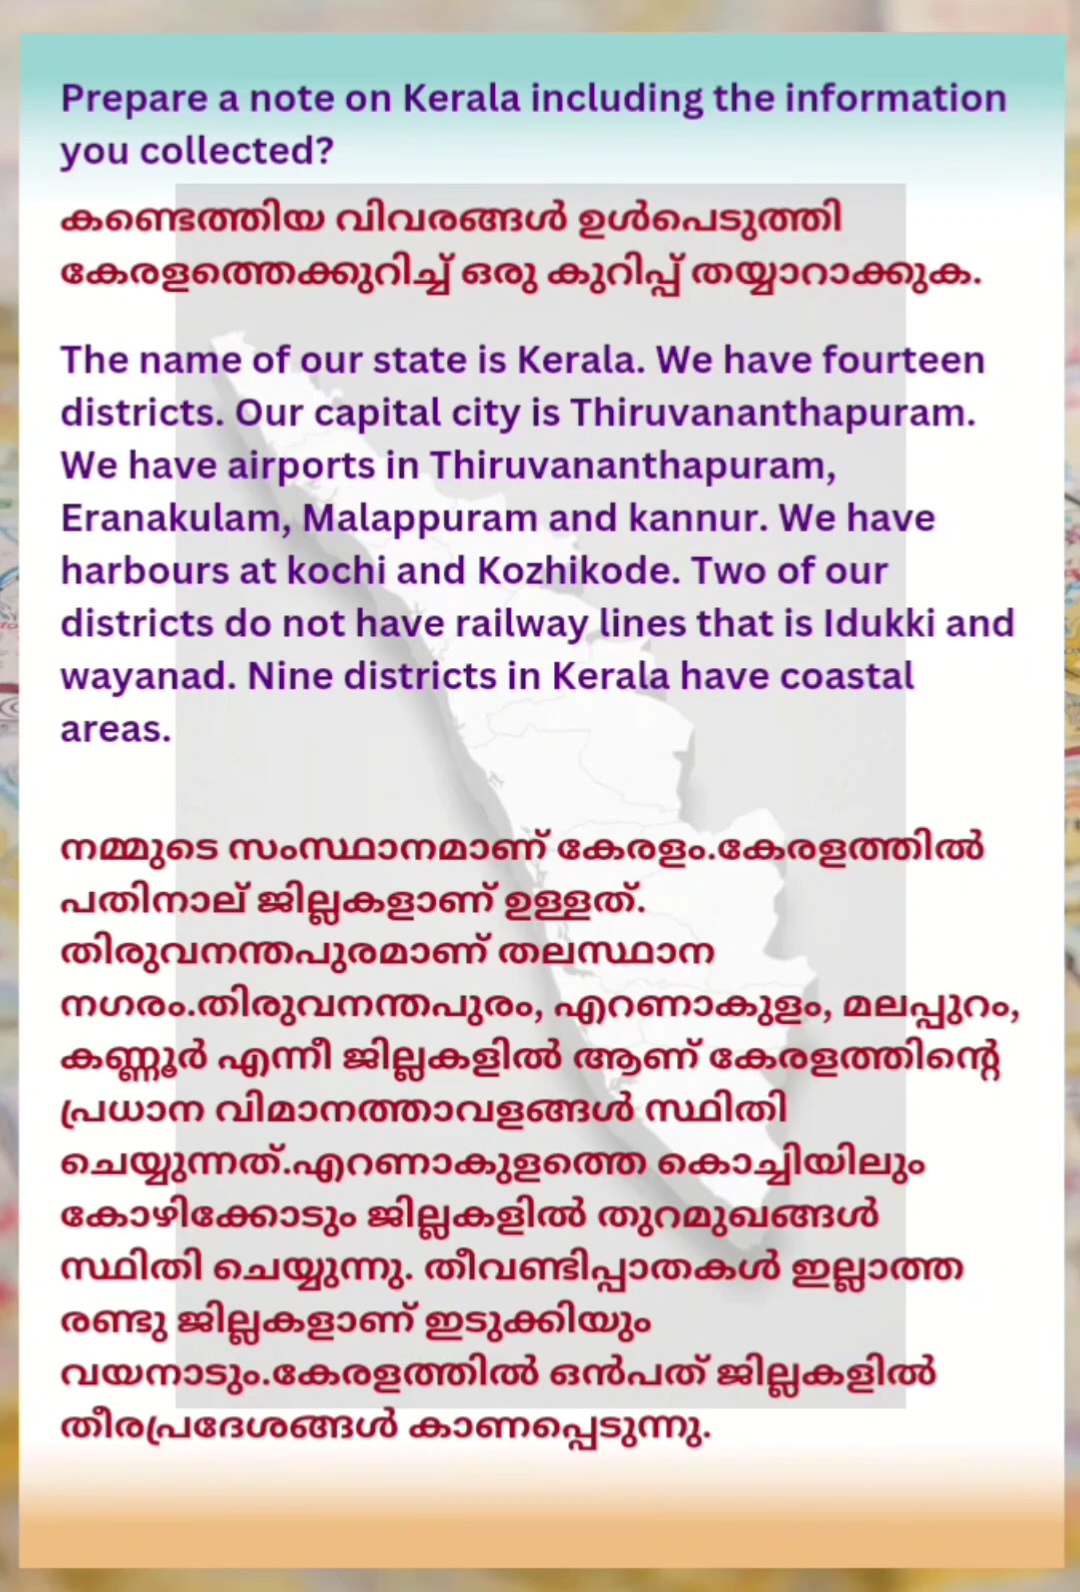 Prepare a note on Kerala including the information
you collected?
കണ്ടെത്തിയ വിവരങ്ങൾ ഉൾപെടുത്തി
കേരളത്തെക്കുറിച്ച് ഒരു കുറിപ്പ് തയ്യാറാക്കുക.
The name of our state is Kerala. We have fourteen
districts. Our capital city is Thiruvananthapuram.
We have airports in Thiruvananthapuram,
Eranakulam, Malappuram and kannur. We have
harbours at kochi and Kozhikode. Two of our
districts do not have railway lines that is Idukki and
wayanad. Nine districts in Kerala have coastal
areas.
നമ്മുടെ സംസ്ഥാനമാണ് കേരളം.കേരളത്തിൽ
പതിനാല് ജില്ലകളാണ് ഉള്ളത്.
തിരുവനന്തപുരമാണ് തലസ്ഥാന
നഗരം.തിരുവനന്തപുരം, എറണാകുളം, മലപ്പുറം,
കണ്ണൂർ എന്നീ ജില്ലകളിൽ ആണ് കേരളത്തിന്റെ
പ്രധാന വിമാനത്താവളങ്ങൾ സ്ഥിതി
ചെയ്യുന്നത്.എറണാകുളത്തെ കൊച്ചിയിലും
കോഴിക്കോടും ജില്ലകളിൽ തുറമുഖങ്ങൾ
സ്ഥിതി ചെയ്യുന്നു. തീവണ്ടിപ്പാതകൾ ഇല്ലാത്ത
രണ്ടു ജില്ലകളാണ് ഇടുക്കിയും
വയനാടും.കേരളത്തിൽ ഒൻപത് ജില്ലകളിൽ
തീരപ്രദേശങ്ങൾ കാണപ്പെടുന്നു.